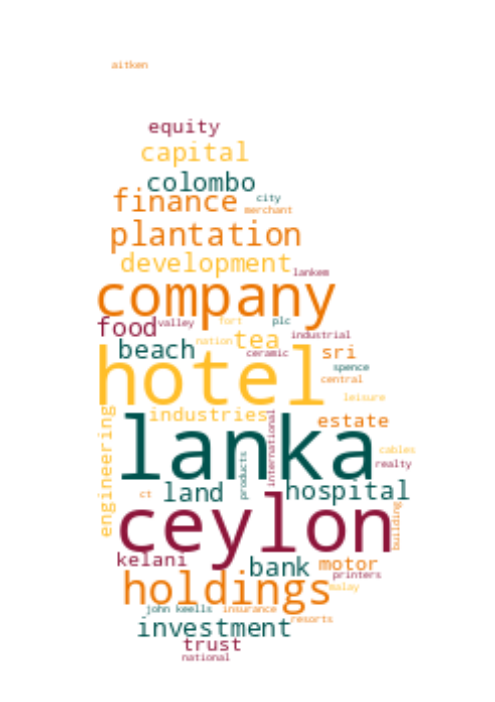 aitken
equity
capital
colombo
finance
city
merchant
plantation
development
lankem
company
food
valley
fort
plc
industrial
beach
nation
tea
ceramic
sri
spence
hotel
central
leisure
engineering
industries
international
estate
lanka
cables
realty
products
ct
land
hospital
ceylon
building
kelani
bank
motor
printers
holdings
malay
john keells
insurance
resorts
investment
trust
national